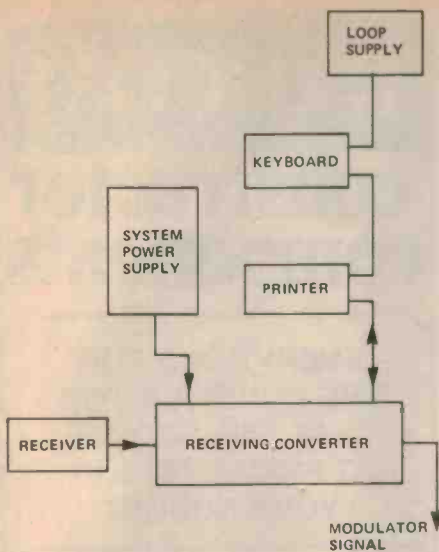 LOOP
SUPPLY
KEYBOARD
SYSTEM
POWER
SUPPLY
PRINTER
RECEIVER
RECEIVING CONVERTER
MODULATOR
SIGNAL